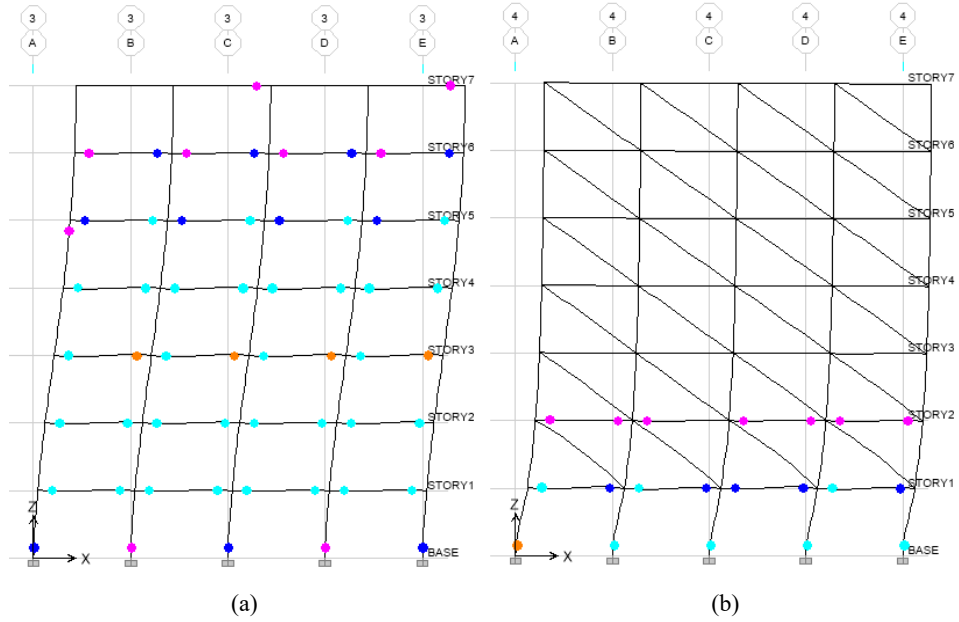 3 3 3 3 3
A B C D E
STORY7
STORY6
STORY5
STORY4
STORY3
STORY2
STORY1
Z
BASE
X
(a)
4 4 4 4 4
A B C D E
STORY7
STORY6
STORY5
STORY4
STORY3
STORY2
STORY1
Z
BASE
X
(b)